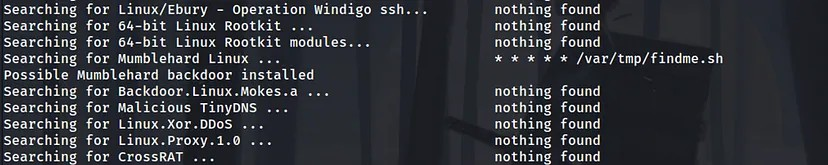 Searching for Linux/Ebury - Operation Windigo ssh... nothing found
Searching for 64-bit Linux Rootkit ... nothing found
Searching for 64-bit Linux Rootkit modules... nothing found
Searching for Mumblehard Linux ... * * * * * /var/tmp/findme.sh
Possible Mumblehard backdoor installed
Searching for Backdoor.Linux.Mokes.a ... nothing found
Searching for Malicious TinyDNS ... nothing found
Searching for Linux.Xor.DDoS ... nothing found
Searching for Linux.Proxy.1.0 ... nothing found
Searching for CrossRAT ... nothing found